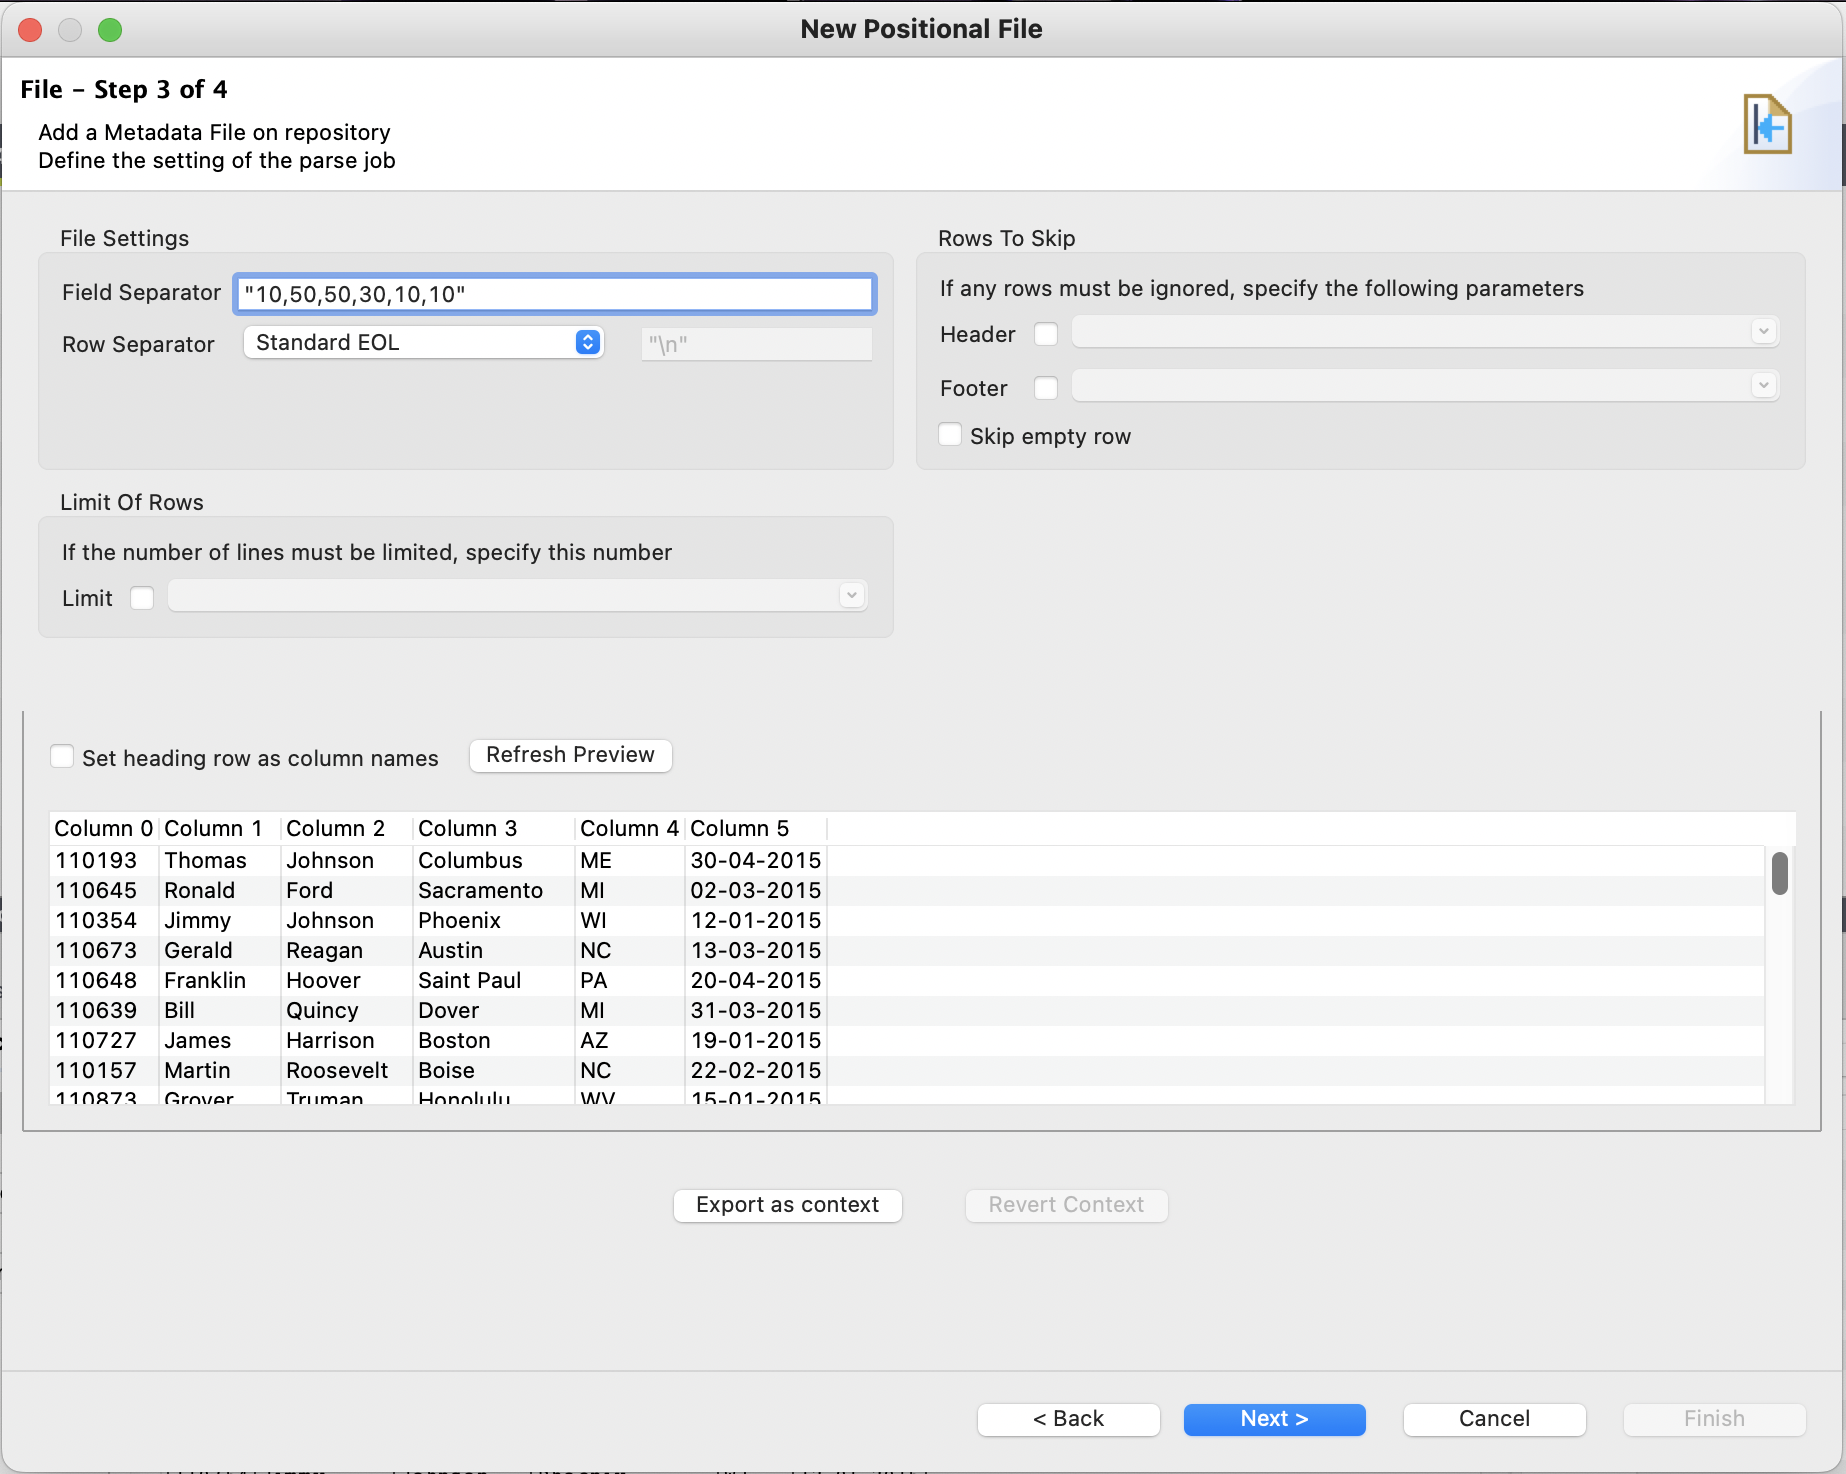 New Positional File
File – Step 3 of 4
Add a Metadata File on repository
Define the setting of the parse job
File Settings
Field Separator "10,50,50,30,10,10"
Row Separator Standard EOL "\n"
Rows To Skip
If any rows must be ignored, specify the following parameters
Header
Footer
Skip empty row
Limit Of Rows
If the number of lines must be limited, specify this number
Limit
Set heading row as column names Refresh Preview
Column 0 Column 1 Column 2 Column 3 Column 4 Column 5
110193 Thomas Johnson Columbus ME 30-04-2015
110645 Ronald Ford Sacramento MI 02-03-2015
110354 Jimmy Johnson Phoenix WI 12-01-2015
110673 Gerald Reagan Austin NC 13-03-2015
110648 Franklin Hoover Saint Paul PA 20-04-2015
110639 Bill Quincy Dover MI 31-03-2015
110727 James Harrison Boston AZ 19-01-2015
110157 Martin Roosevelt Boise NC 22-02-2015
110873 Grover Truman Honolulu WV 15-01-2015
Export as context Revert Context
< Back Next > Cancel Finish